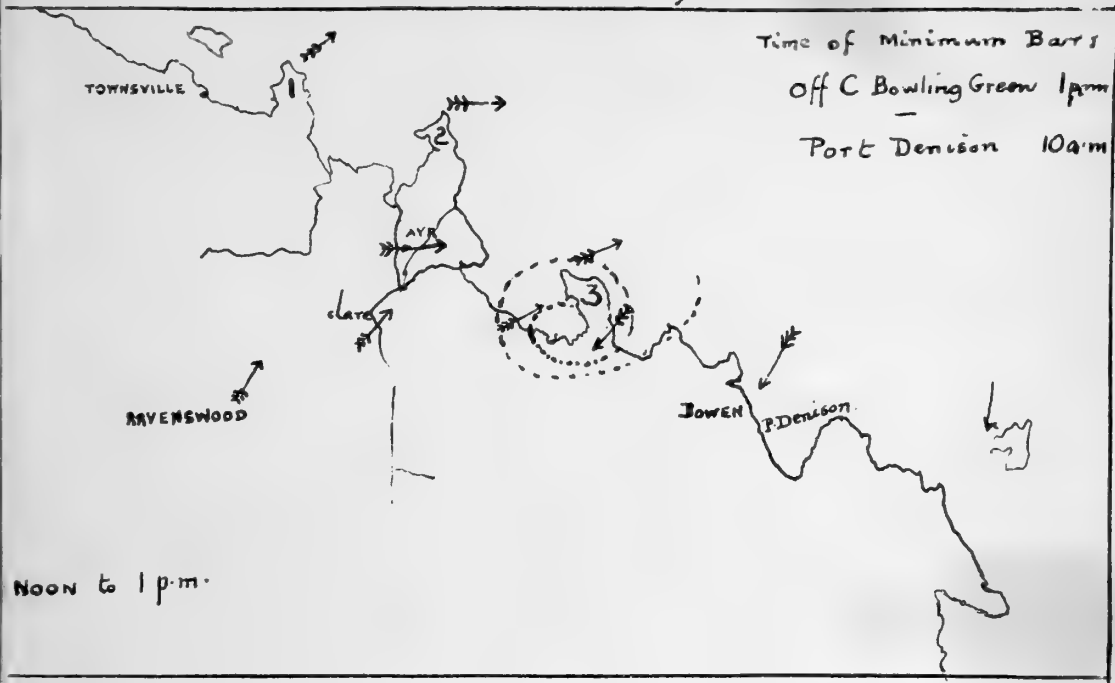 Time of Minimum Bars
TOWNSVILLE
1
off C Bowling Green 1pm
2
Port Denison 10a.m
AYR
3
Clare
RAVENSWOOD
BOWEN
P. Denison.
NOON to 1 p.m.